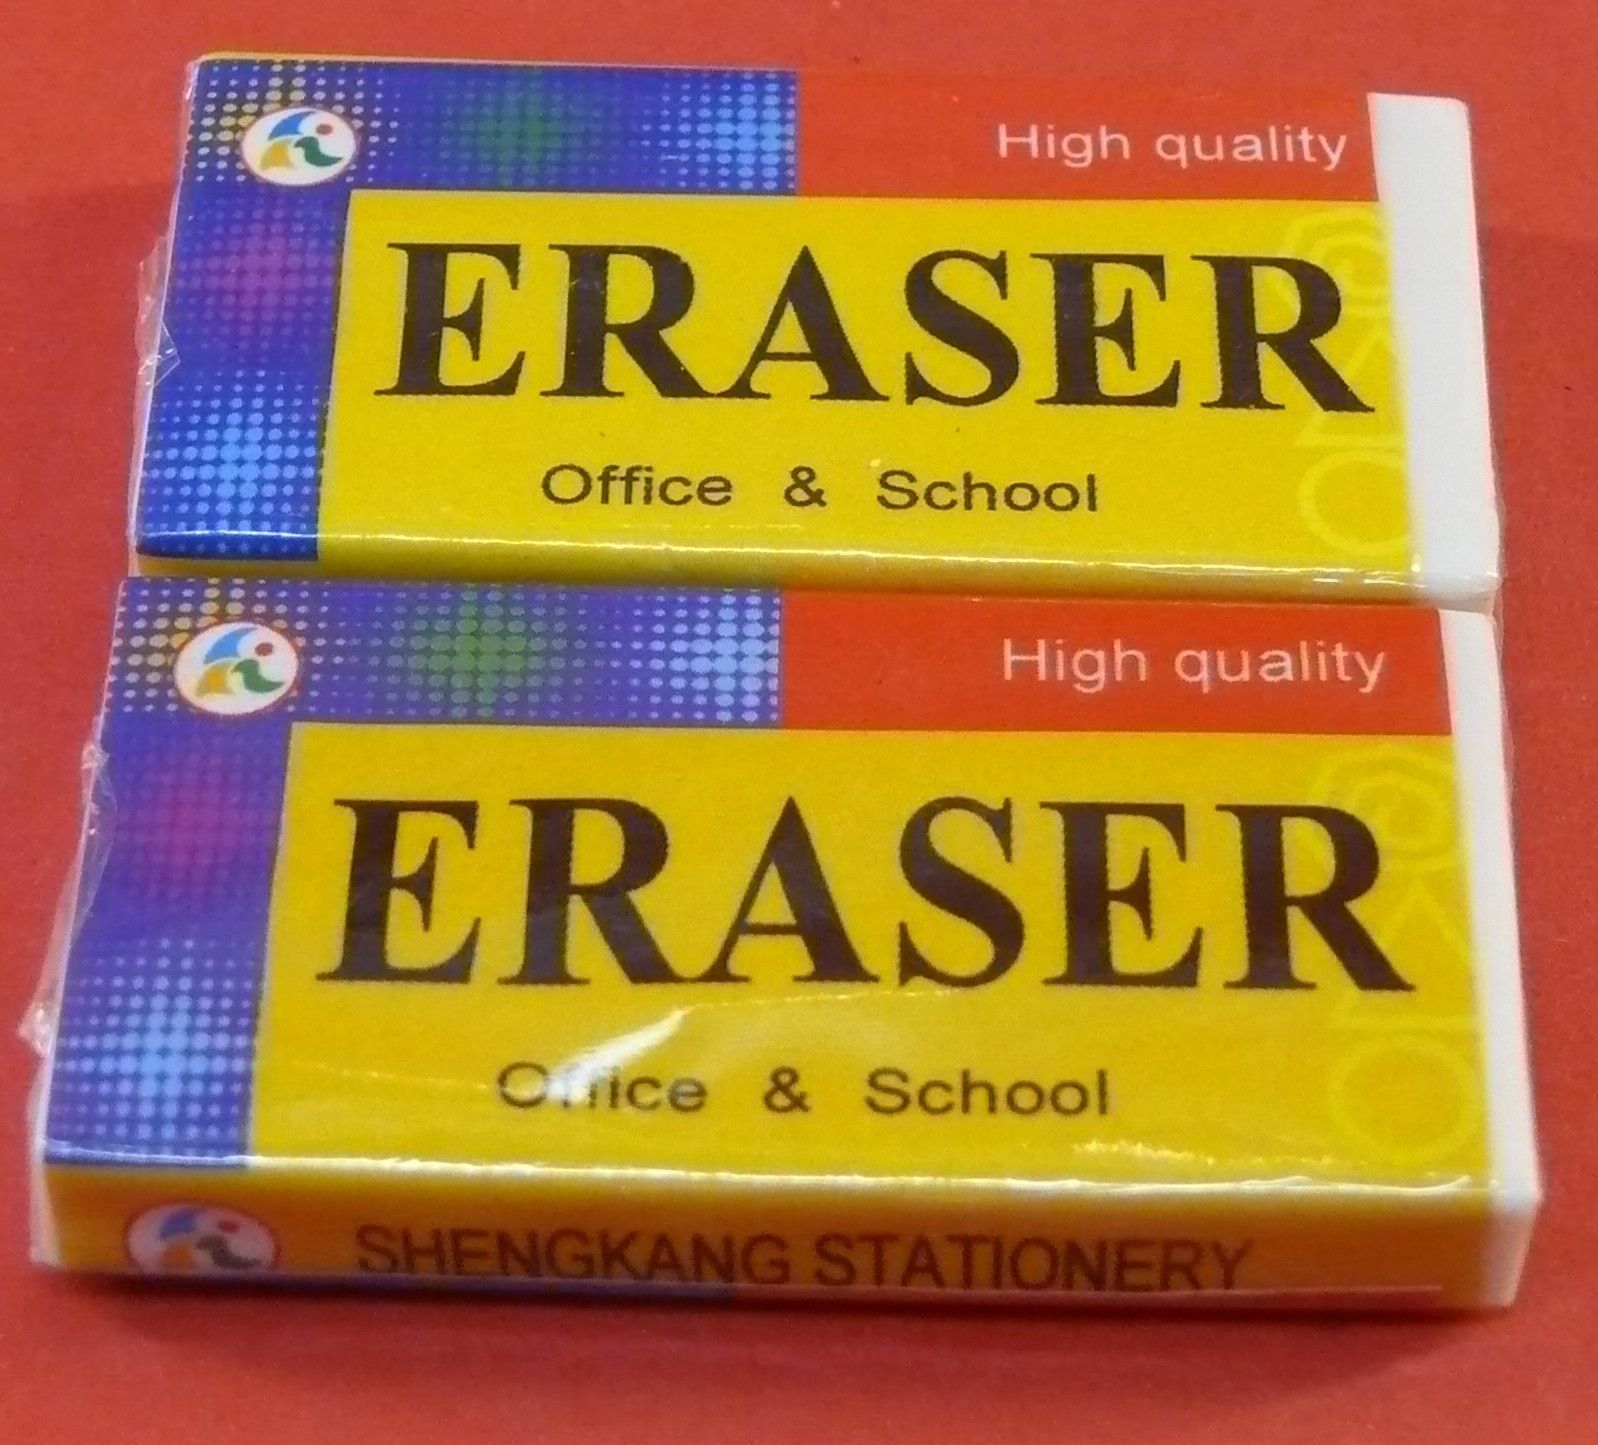 High quality
ERASER
Office & School
High quality
ERASER
Office & School
SHENGKANG STATIONERY